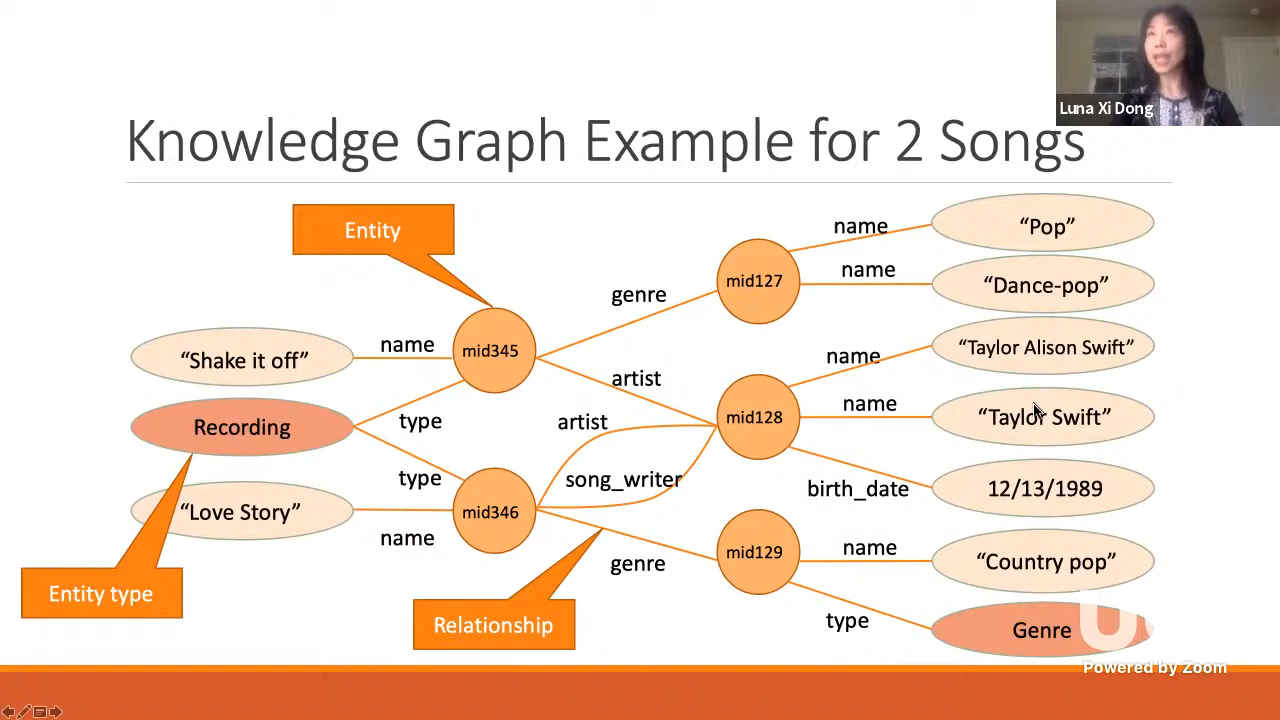 Luna Xi Dong
Knowledge Graph Example for 2 Songs
Entity
name
"Pop"
mid127
name
"Dance-pop"
genre
"Shake it off"
name
mid345
name
"Taylor Alison Swift"
artist
Recording
type
artist
mid128
name
"Taylor Swift"
type
song_writer
birth_date
12/13/1989
"Love Story"
name
mid346
genre
mid129
name
"Country pop"
Entity type
Relationship
type
Genre
Powered by Zoom